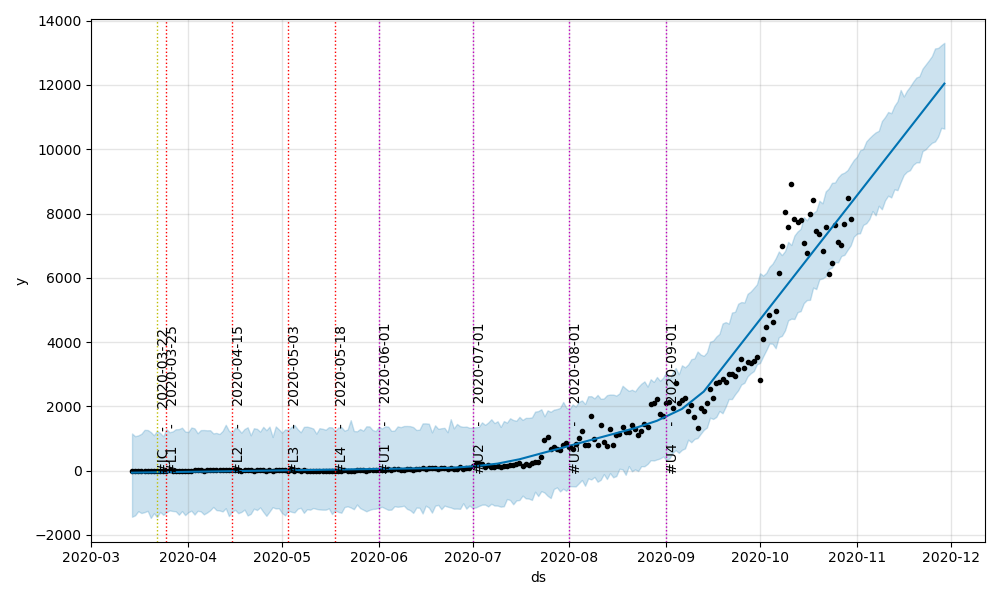 14000
12000
10000
8000
6000
4000
2000
0
−2000
y
#JC - 2020-03-22
#L1 - 2020-03-25
#L2 - 2020-04-15
#L3 - 2020-05-03
#L4 - 2020-05-18
#U1 - 2020-06-01
#U2 - 2020-07-01
#U3 - 2020-08-01
#U4 - 2020-09-01
2020-03
2020-04
2020-05
2020-06
2020-07
2020-08
2020-09
2020-10
2020-11
2020-12
ds